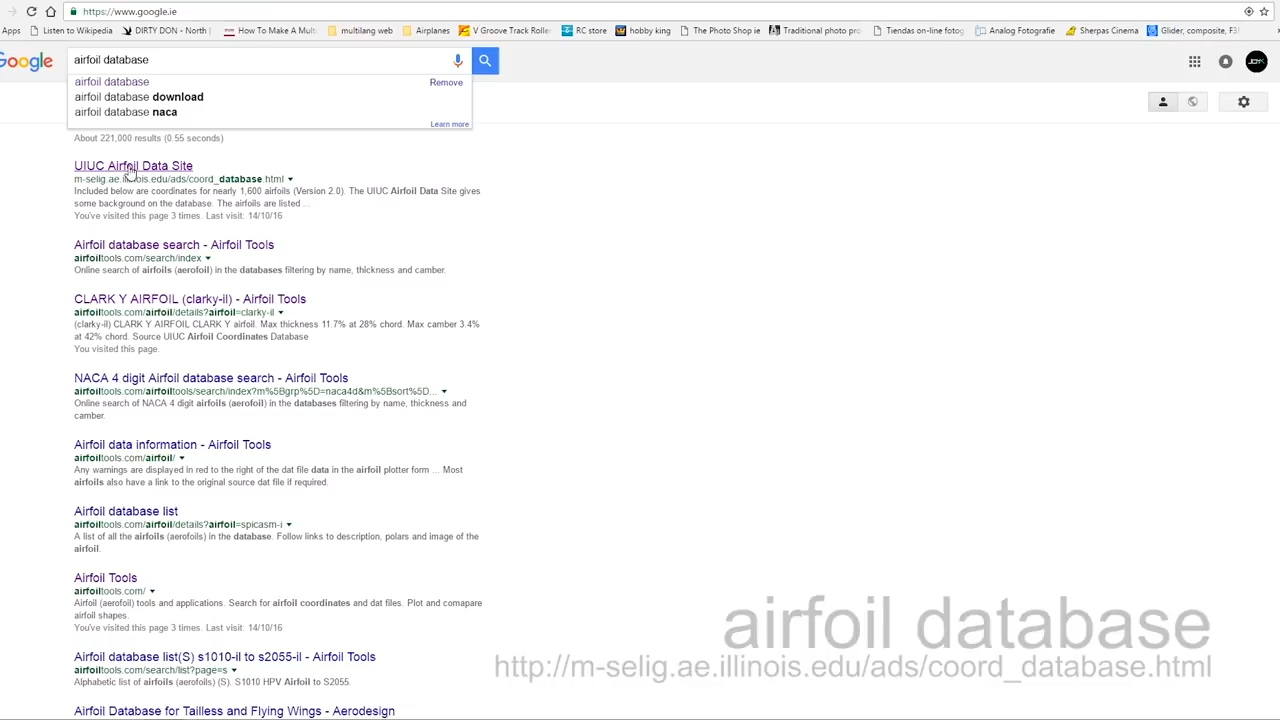 https://www.google.ie
Apps Listen to Wikipedia DIRTY DON - North D How To Make A Mult multilang web Airplanes V Groove Track Roller RC store hobby king The Photo Shop ie Traditional photo pro Tiendas on-line fotog Analog Fotografie Sherpas Cinema Glider, composite, F3
Google
airfoil database
airfoil database Remove
airfoil database download
airfoil database naca
Learn more
About 221,000 results (0.55 seconds)
UIUC Airfoil Data Site
m-selig.ae.illinois.edu/ads/coord_database.html
Included below are coordinates for nearly 1,600 airfoils (Version 2.0). The UIUC Airfoil Data Site gives
some background on the database. The airfoils are listed ...
You've visited this page 3 times. Last visit: 14/10/16
Airfoil database search - Airfoil Tools
airfoiltools.com/search/index
Online search of airfoils (aerofoil) in the databases filtering by name, thickness and camber.
CLARK Y AIRFOIL (clarky-il) - Airfoil Tools
airfoiltools.com/airfoil/details?airfoil=clarky-il
(clarky-il) CLARK Y AIRFOIL CLARK Y airfoil. Max thickness 11.7% at 28% chord. Max camber 3.4%
at 42% chord. Source UIUC Airfoil Coordinates Database
You visited this page.
NACA 4 digit Airfoil database search - Airfoil Tools
airfoiltools.com/airfoiltools/search/index?m%5Bgrp%5D=naca4d&m%5Bsort%5D...
Online search of NACA 4 digit airfoils (aerofoil) in the databases filtering by name, thickness and
camber.
Airfoil data information - Airfoil Tools
airfoiltools.com/airfoil/
Any warnings are displayed in red to the right of the dat file data in the airfoil plotter form ... Most
airfoils also have a link to the original source dat file if required.
Airfoil database list
airfoiltools.com/airfoil/details?airfoil=spicasm-i
A list of all the airfoils (aerofoils) in the database. Follow links to description, polars and image of the
airfoil.
Airfoil Tools
airfoiltools.com/
Airfoil (aerofoil) tools and applications. Search for airfoil coordinates and dat files. Plot and comapare
airfoil shapes.
You've visited this page 3 times. Last visit: 14/10/16
Airfoil database list(S) s1010-il to s2055-il - Airfoil Tools
airfoiltools.com/search/list?page=s
Alphabetic list of airfoils (aerofoils) (S). S1010 HPV Airfoil to S2055.
Airfoil Database for Tailless and Flying Wings - Aerodesign
airfoil database
http://m-selig.ae.illinois.edu/ads/coord_database.html